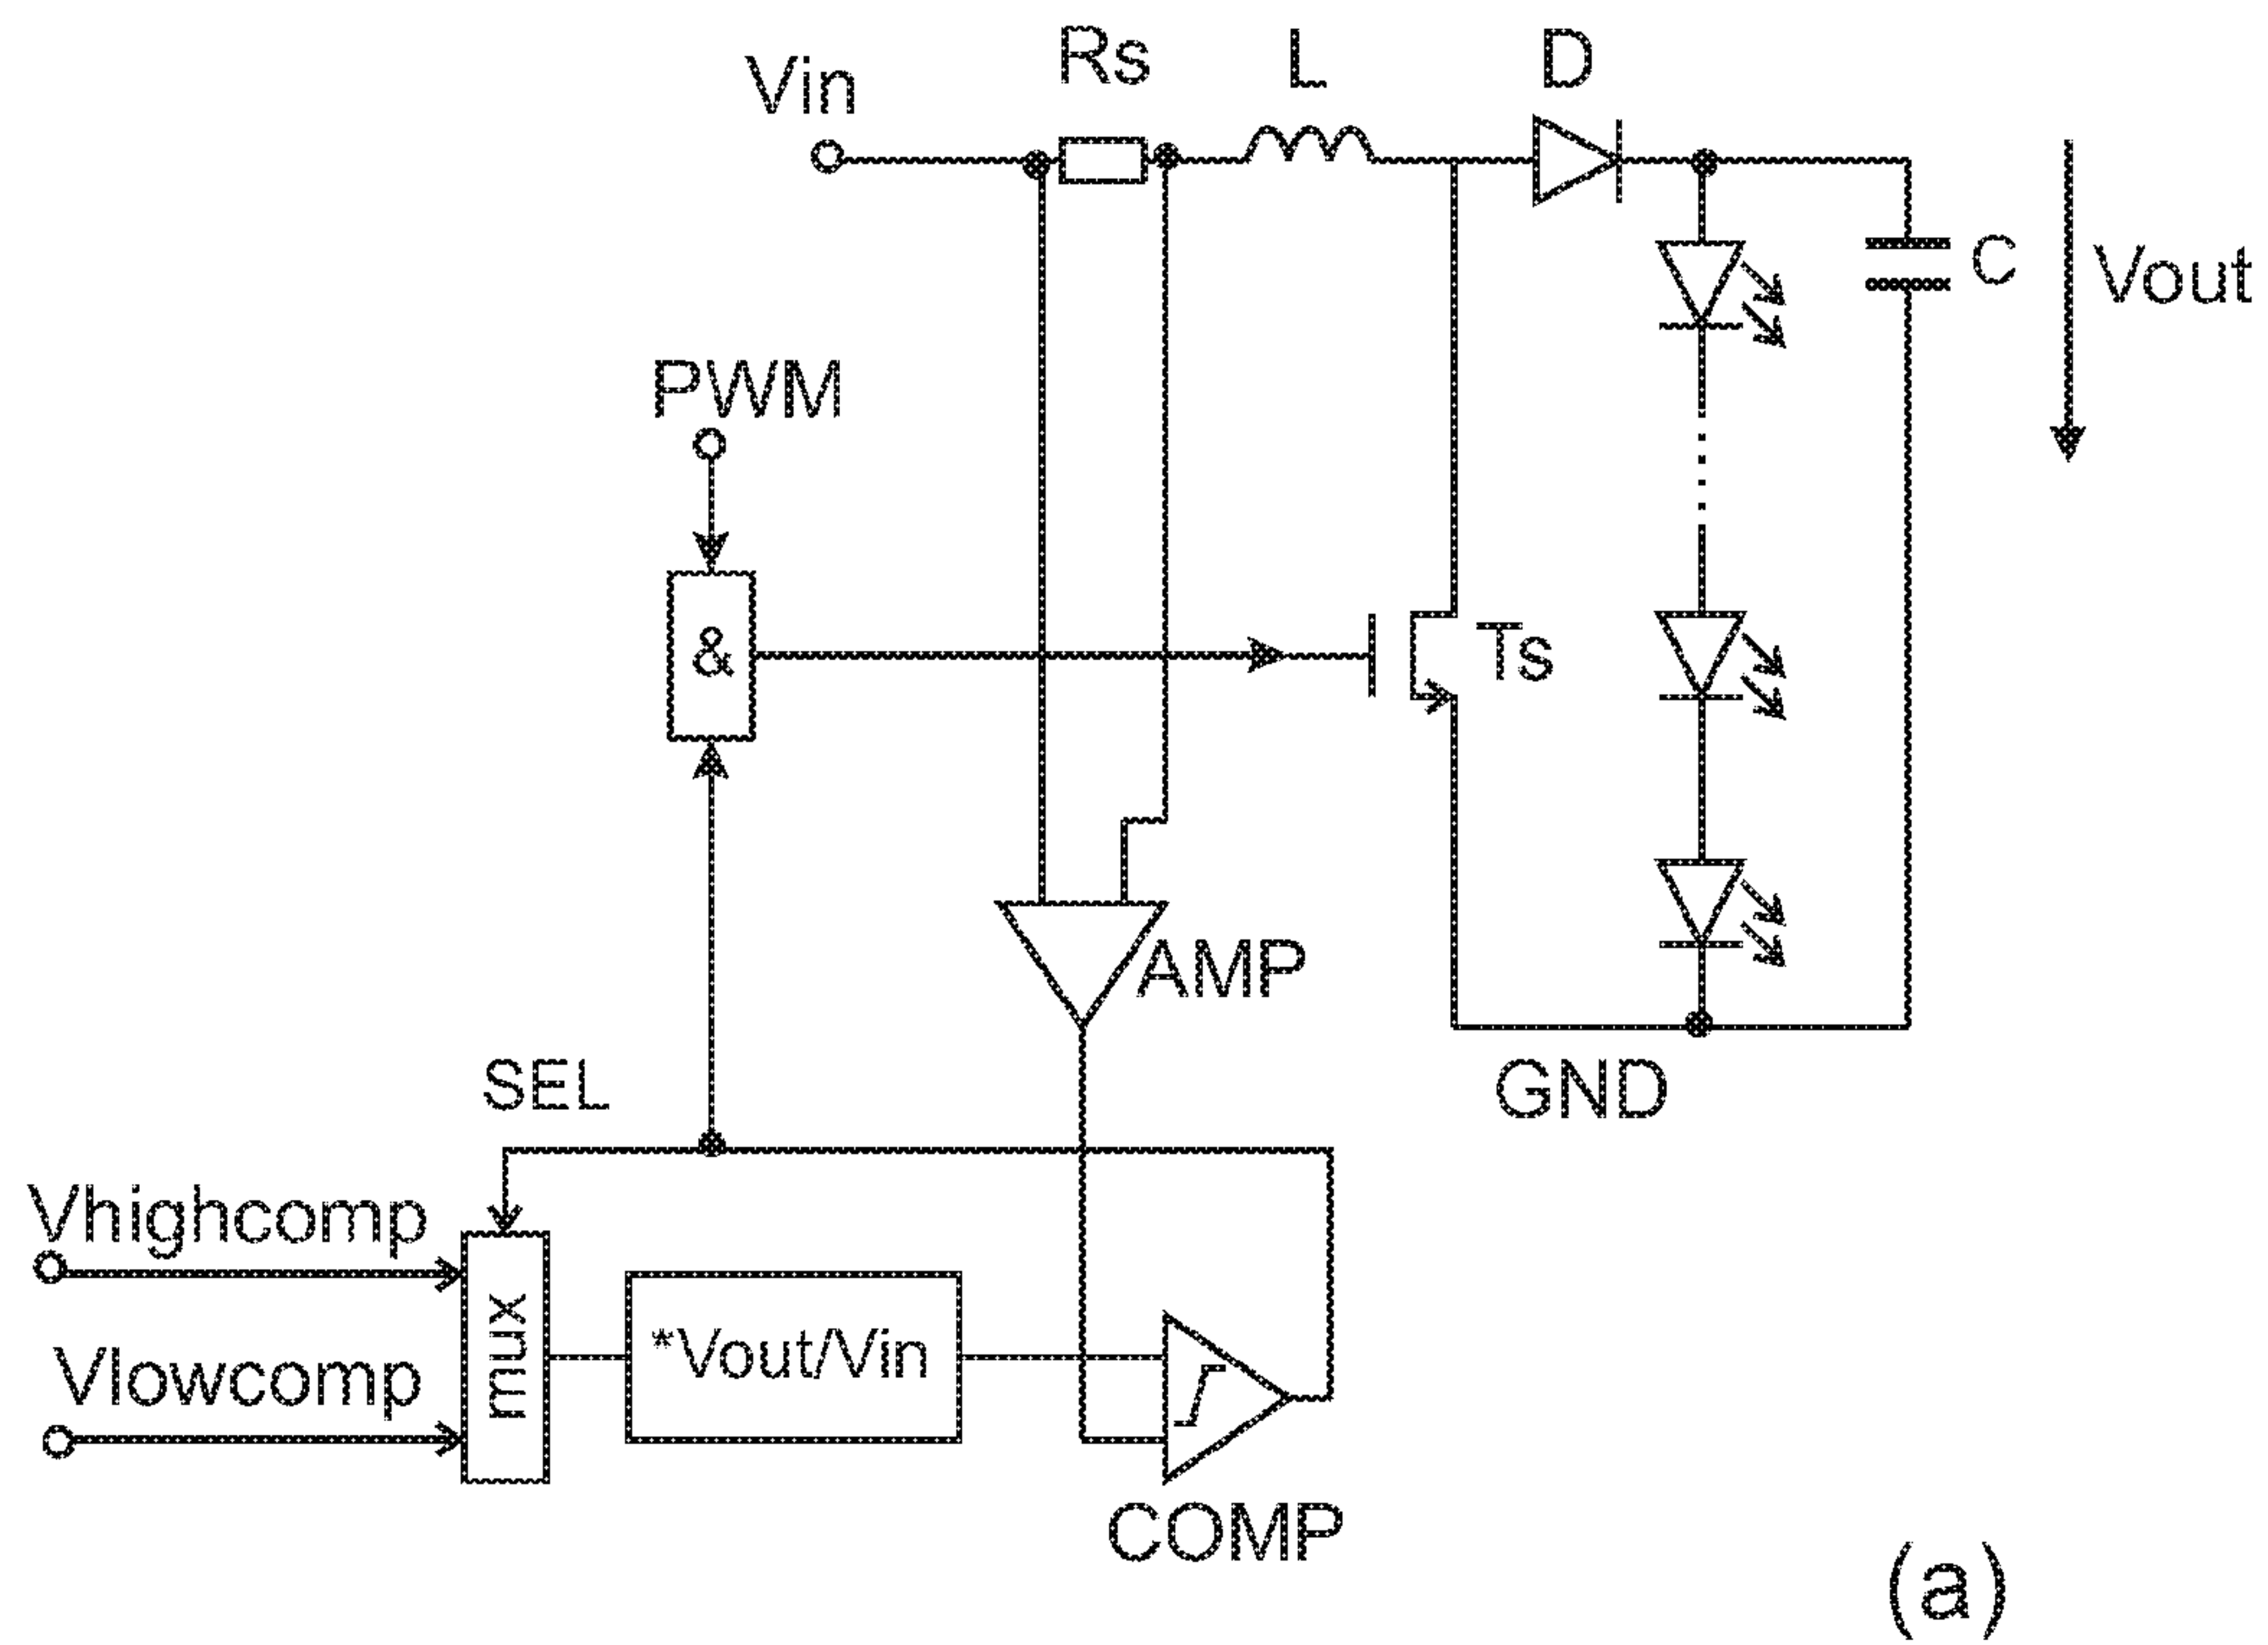 Vin
Rs
L
D
C
Vout
PWM
&
Ts
AMP
SEL
GND
Vhighcomp
mux
*Vout/Vin
Vlowcomp
COMP
(a)